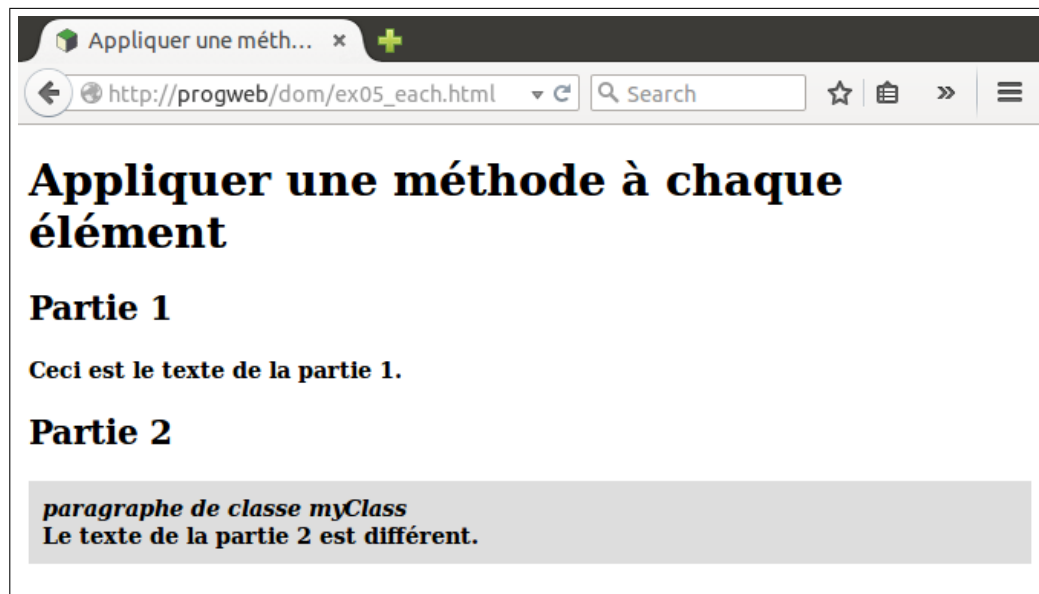 Appliquer une méth... ×
http://progweb/dom/ex05_each.html Search »
Appliquer une méthode à chaque
élément
Partie 1
Ceci est le texte de la partie 1.
Partie 2
paragraphe de classe myClass
Le texte de la partie 2 est différent.